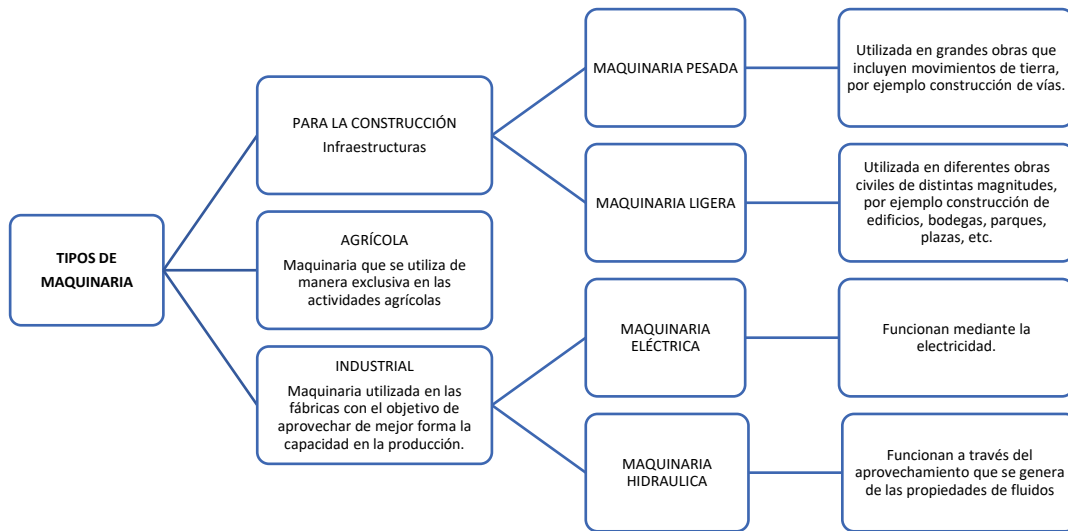 TIPOS DE
MAQUINARIA
PARA LA CONSTRUCCIÓN
Infraestructuras
MAQUINARIA PESADA
Utilizada en grandes obras que
incluyen movimientos de tierra,
por ejemplo construcción de vías.
MAQUINARIA LIGERA
Utilizada en diferentes obras
civiles de distintas magnitudes,
por ejemplo construcción de
edificios, bodegas, parques,
plazas, etc.
AGRÍCOLA
Maquinaria que se utiliza de
manera exclusiva en las
actividades agrícolas
INDUSTRIAL
Maquinaria utilizada en las
fábricas con el objetivo de
aprovechar de mejor forma la
capacidad en la producción.
MAQUINARIA
ELÉCTRICA
Funcionan mediante la
electricidad.
MAQUINARIA
HIDRAULICA
Funcionan a través del
aprovechamiento que se genera
de las propiedades de fluidos